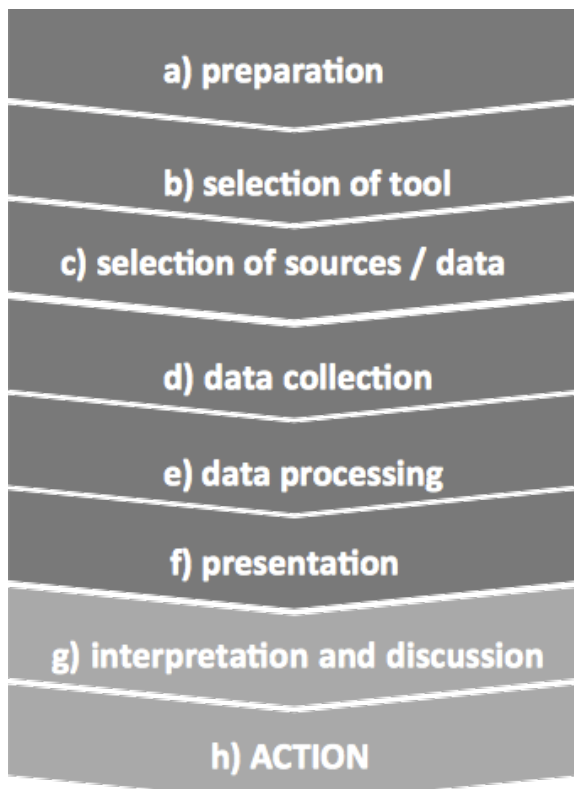 a) preparation
b) selection of tool
c) selection of sources / data
d) data collection
e) data processing
f) presentation
g) interpretation and discussion
h) ACTION